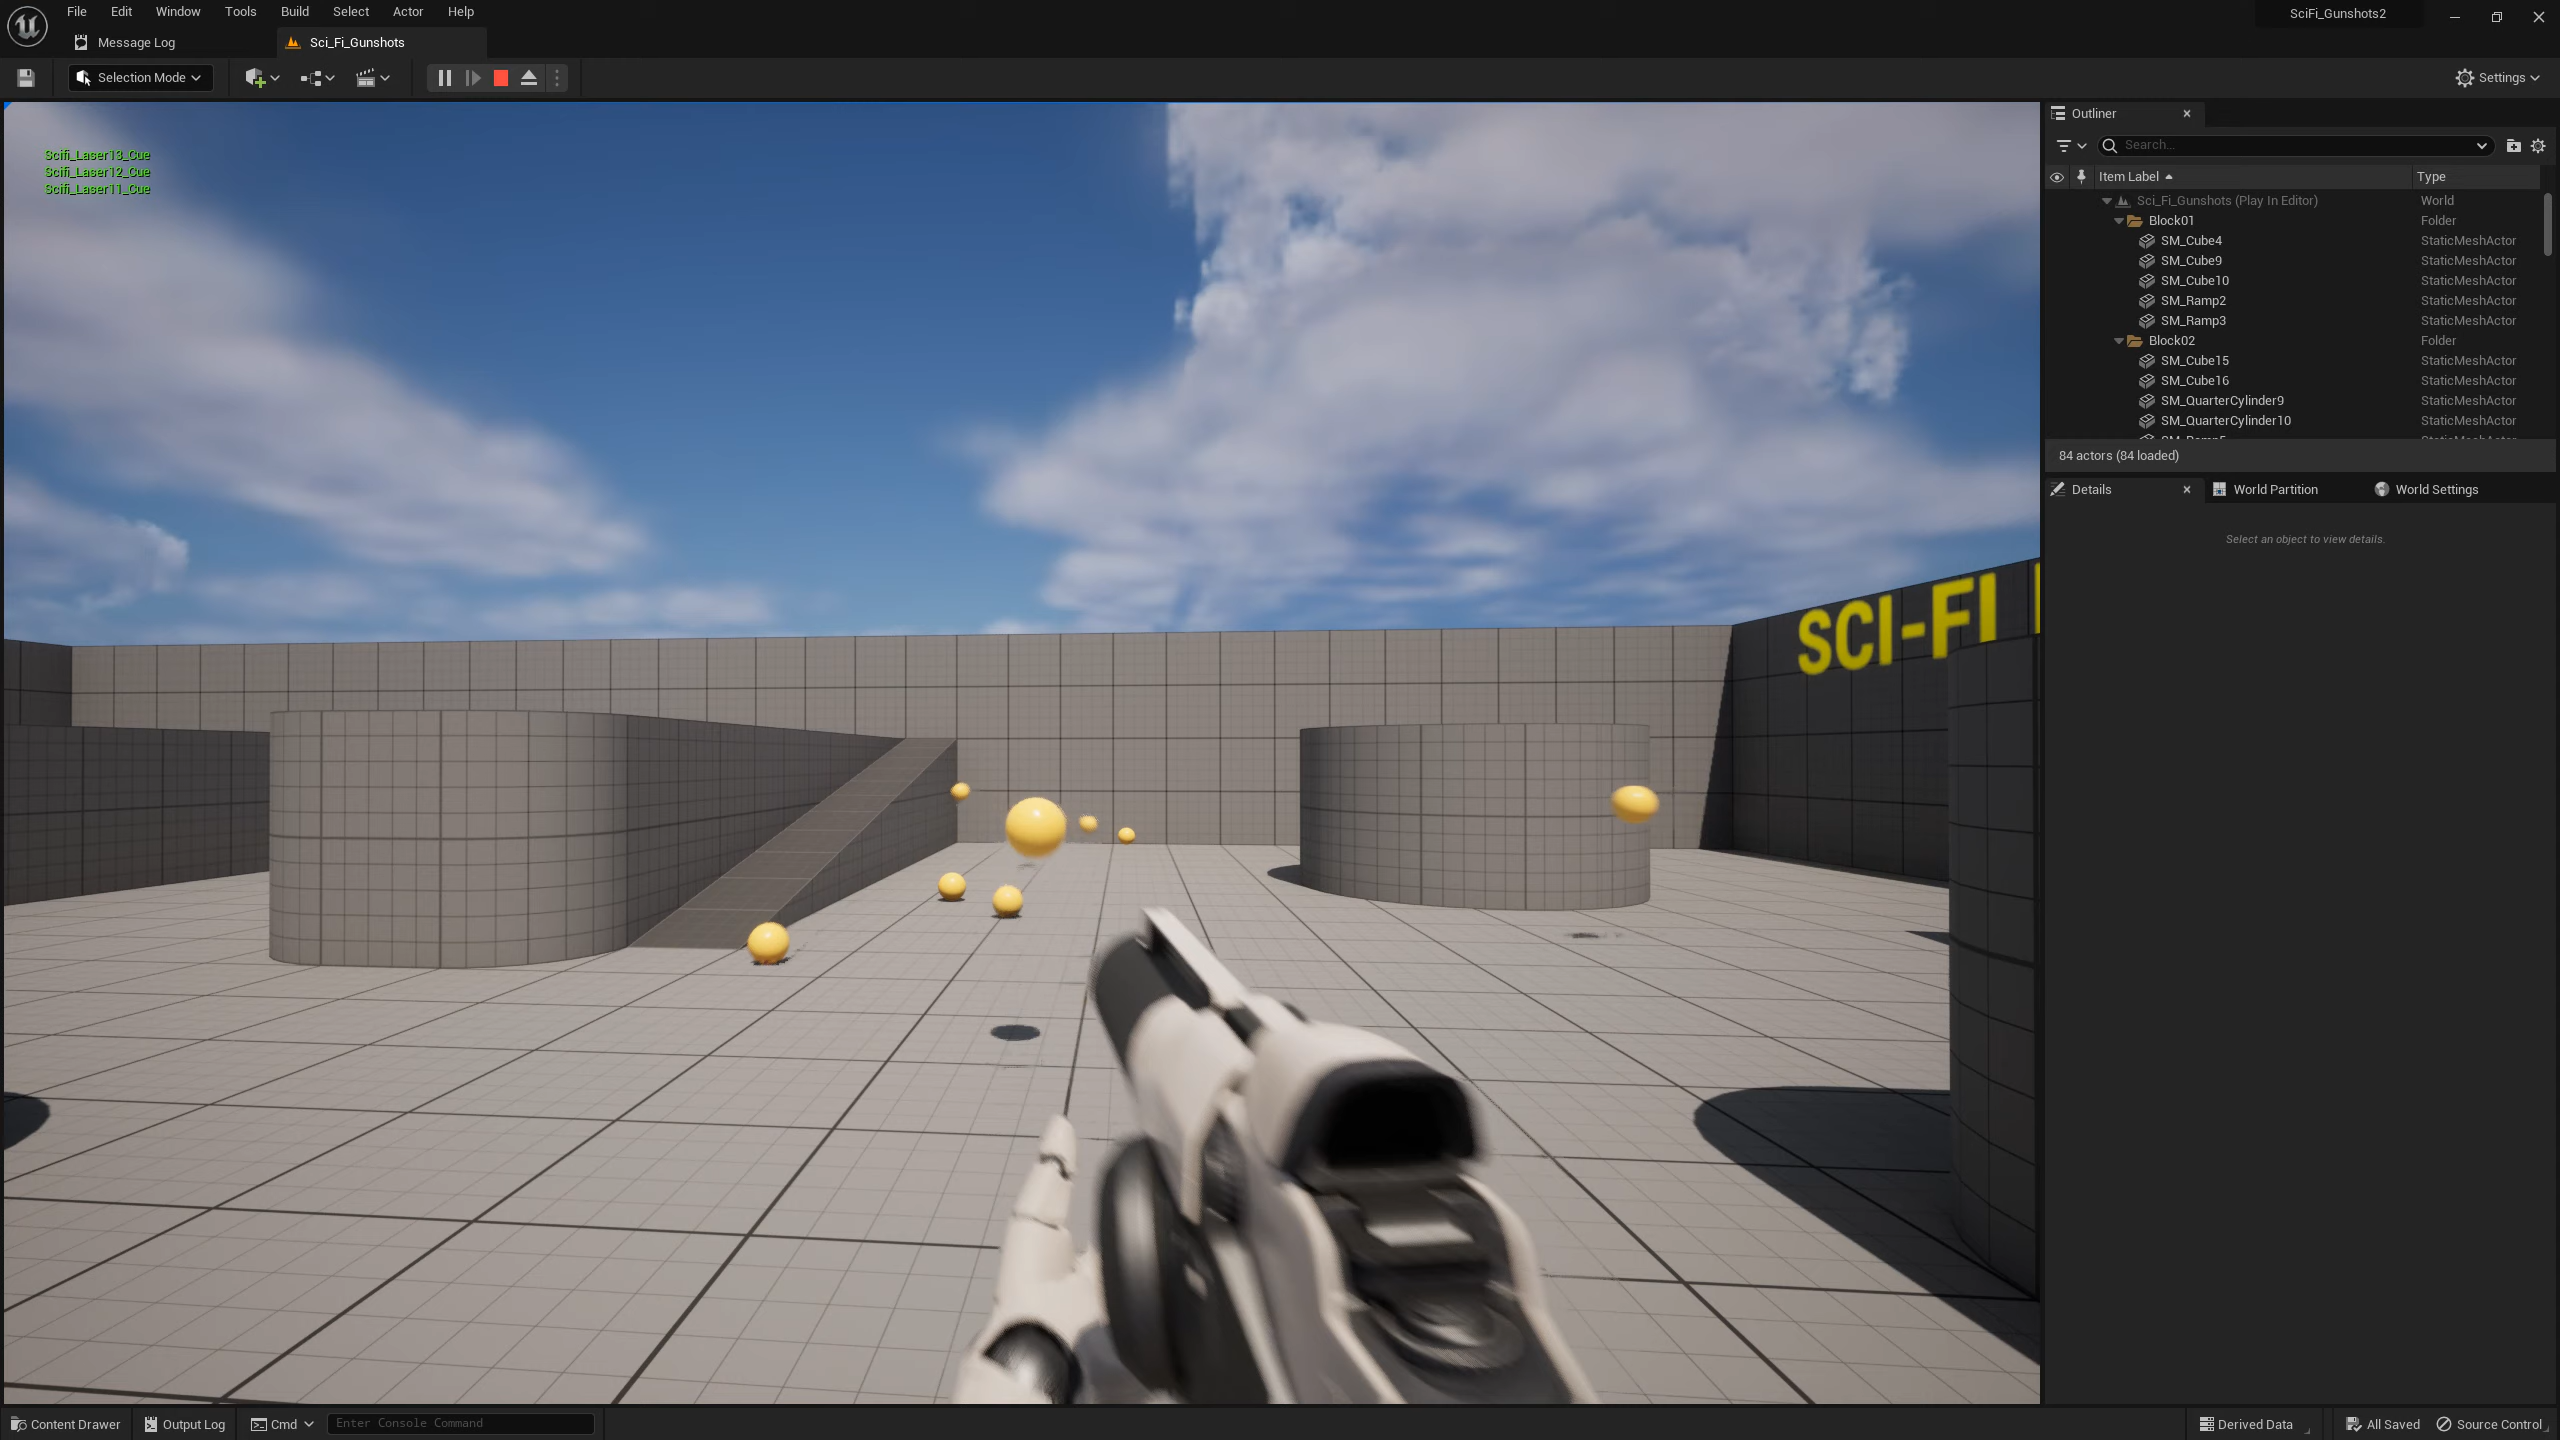 File Edit Window Tools Build Select Actor Help
SciFi_Gunshots2
Message Log
Sci_Fi_Gunshots
Selection Mode
Settings
Scifi_Laser13_Cue
Scifi_Laser12_Cue
Scifi_Laser11_Cue
SCI-FI
Outliner
Search...
Item Label Type
Sci_Fi_Gunshots (Play In Editor) World
Block01 Folder
SM_Cube4 StaticMeshActor
SM_Cube9 StaticMeshActor
SM_Cube10 StaticMeshActor
SM_Ramp2 StaticMeshActor
SM_Ramp3 StaticMeshActor
Block02 Folder
SM_Cube15 StaticMeshActor
SM_Cube16 StaticMeshActor
SM_QuarterCylinder9 StaticMeshActor
SM_QuarterCylinder10 StaticMeshActor
84 actors (84 loaded)
Details
World Partition
World Settings
Select an object to view details.
Content Drawer
Output Log
Cmd
Enter Console Command
Derived Data
All Saved
Source Control